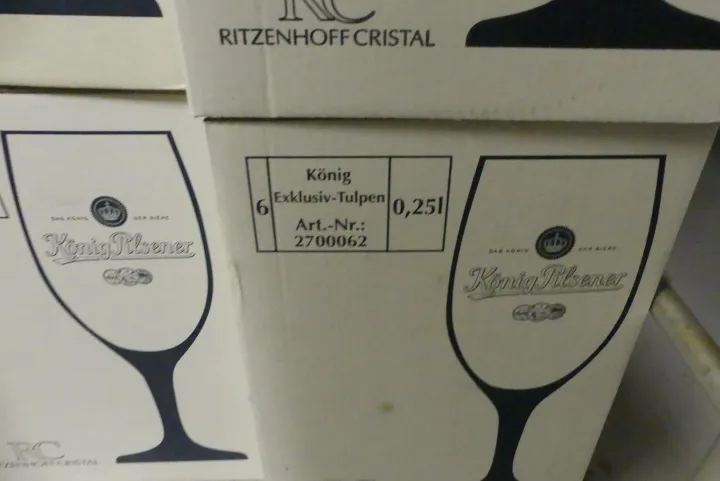 RC
RITZENHOFF CRISTAL
6
König
Exklusiv-Tulpen
Art.-Nr.:
2700062
0,25l
DAS KÖNIG DER BIERE
König Pilsener
DAS KÖNIG DER BIERE
König Pilsener
RC